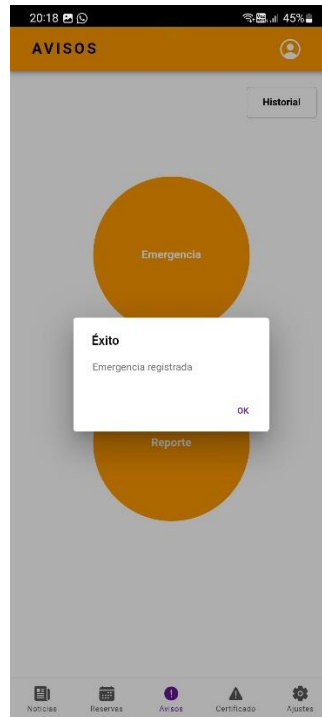 20:18 45%
AVISOS
Historial
Emergencia
Éxito
Emergencia registrada
OK
Reporte
Noticias Reservas Avisos Certificado Ajustes